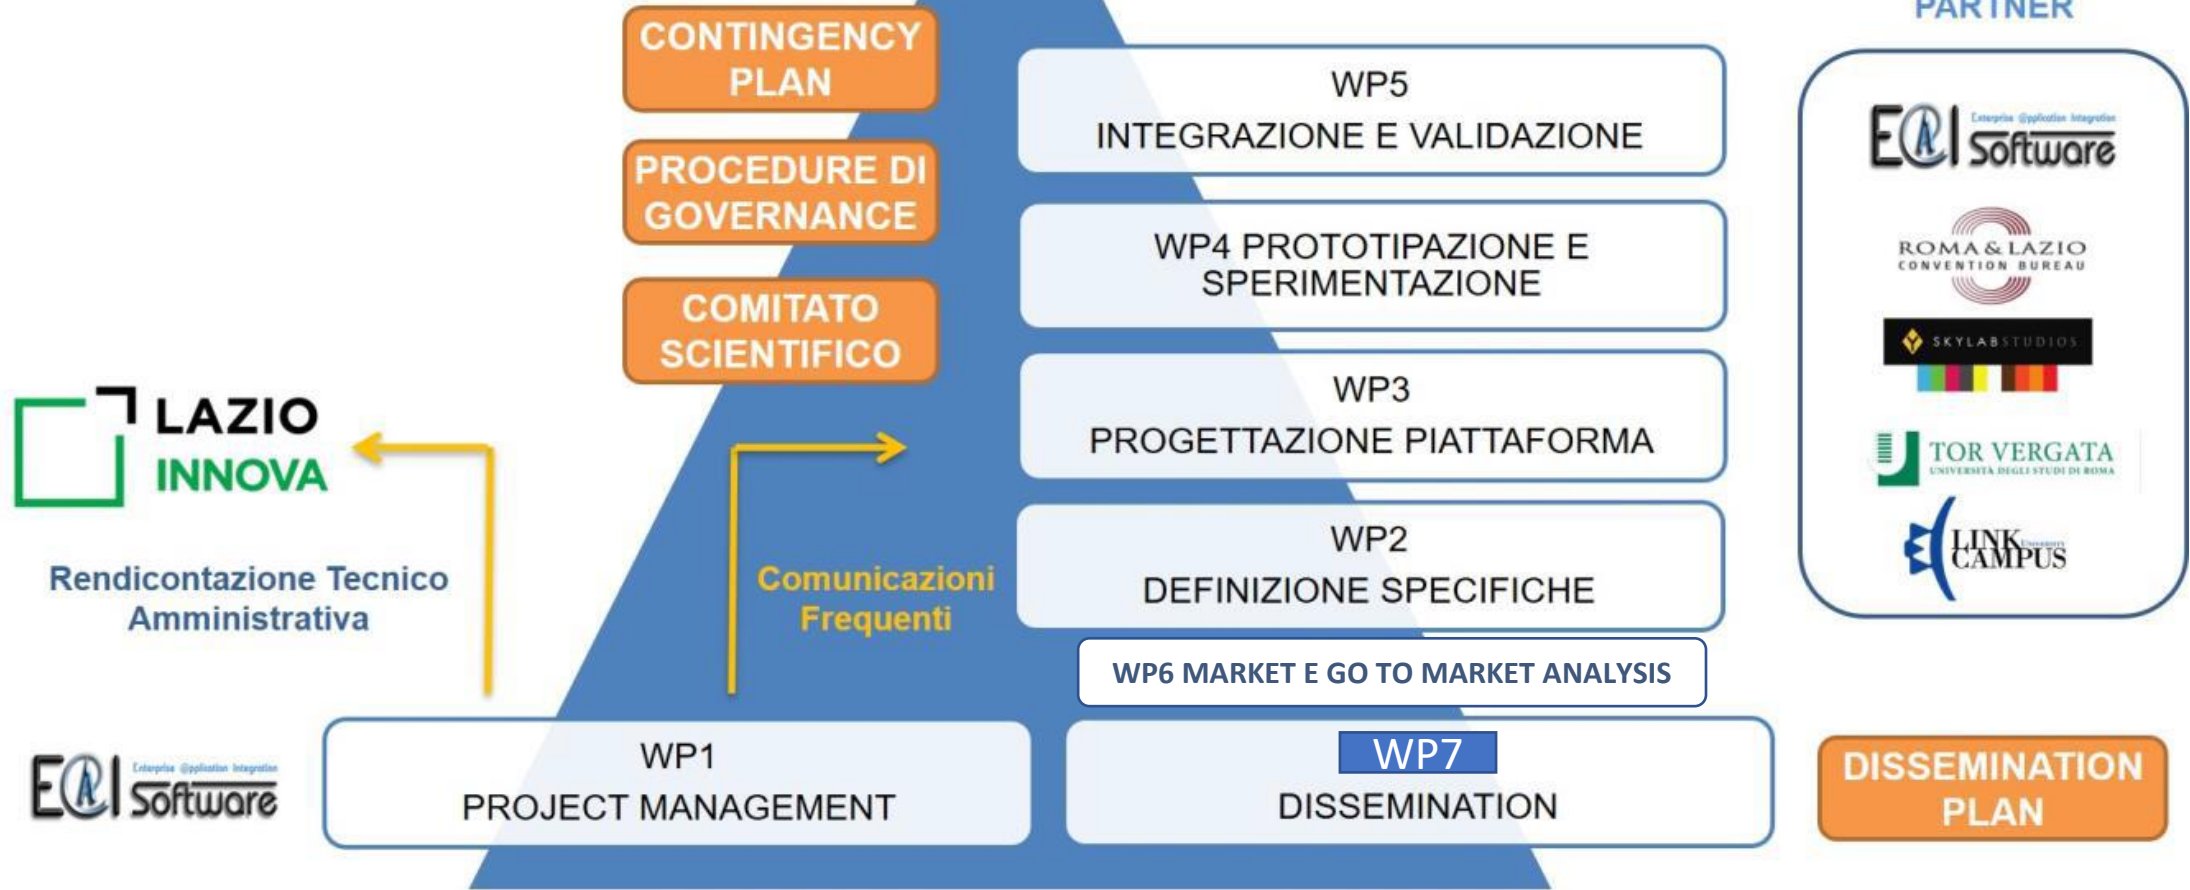 PARTNER
CONTINGENCY
PLAN
PROCEDURE DI
GOVERNANCE
COMITATO
SCIENTIFICO
WP5
INTEGRAZIONE E VALIDAZIONE
WP4 PROTOTIPAZIONE E
SPERIMENTAZIONE
WP3
PROGETTAZIONE PIATTAFORMA
WP2
DEFINIZIONE SPECIFICHE
WP6 MARKET E GO TO MARKET ANALYSIS
Enterprise @pplication Integration
E@I Software
ROMA & LAZIO
CONVENTION BUREAU
SKYLABSTUDIOS
TOR VERGATA
UNIVERSITÀ DEGLI STUDI DI ROMA
LINK UNIVERSITY
CAMPUS
LAZIO
INNOVA
Rendicontazione Tecnico
Amministrativa
Comunicazioni
Frequenti
Enterprise @pplication Integration
E@I Software
WP1
PROJECT MANAGEMENT
WP7
DISSEMINATION
DISSEMINATION
PLAN